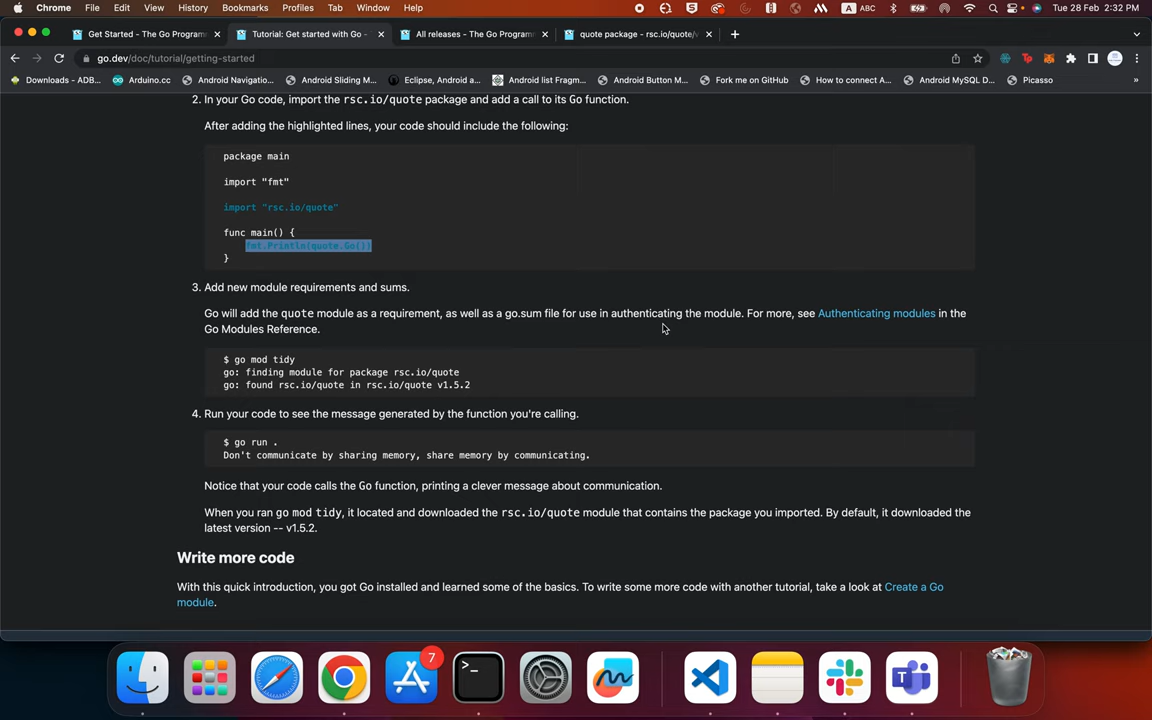 Chrome File Edit View History Bookmarks Profiles Tab Window Help A ABC Tue 28 Feb 2:32 PM
Get Started - The Go Program Tutorial: Get started with Go - All releases - The Go Program quote package - rsc.io/quote/v
go.dev/doc/tutorial/getting-started
Downloads - ADB... Arduino.cc Android Navigatio... Android Sliding M... Eclipse, Android a... Android list Fragm... Android Button M... Fork me on GitHub How to connect A... Android MySQL D... Picasso »
2. In your Go code, import the rsc.io/quote package and add a call to its Go function.
After adding the highlighted lines, your code should include the following:
package main
import "fmt"
import "rsc.io/quote"
func main() {
fmt.Println(quote.Go())
}
3. Add new module requirements and sums.
Go will add the quote module as a requirement, as well as a go.sum file for use in authenticating the module. For more, see Authenticating modules in the
Go Modules Reference.
$ go mod tidy
go: finding module for package rsc.io/quote
go: found rsc.io/quote in rsc.io/quote v1.5.2
4. Run your code to see the message generated by the function you're calling.
$ go run .
Don't communicate by sharing memory, share memory by communicating.
Notice that your code calls the Go function, printing a clever message about communication.
When you ran go mod tidy, it located and downloaded the rsc.io/quote module that contains the package you imported. By default, it downloaded the
latest version -- v1.5.2.
Write more code
With this quick introduction, you got Go installed and learned some of the basics. To write some more code with another tutorial, take a look at Create a Go
module.
7
>_